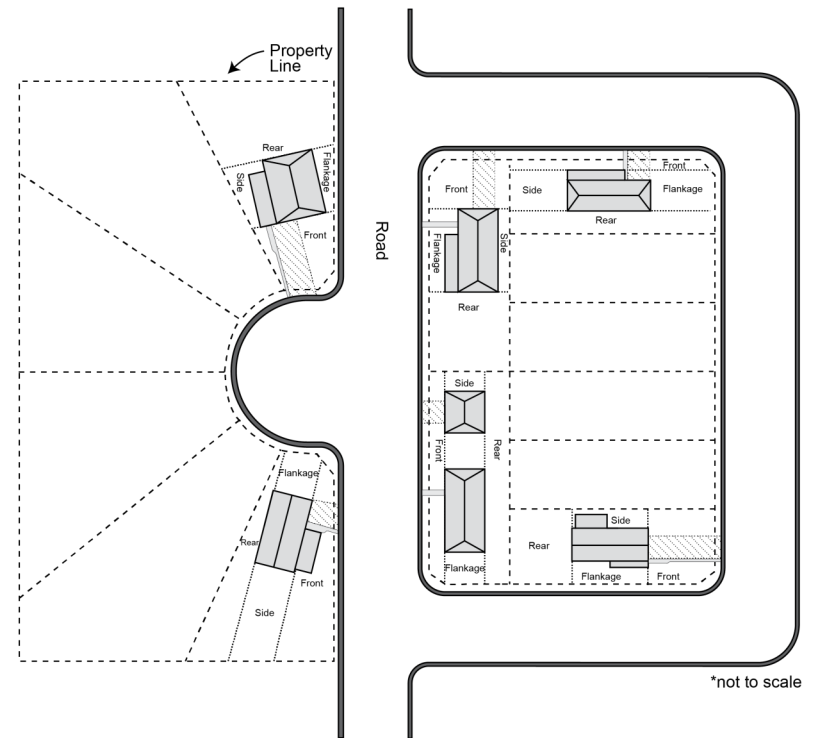 Property
Line
Rear
Side
Flankage
Front
Road
Front
Flankage
Side
Rear
Side
Front
Flankage
Rear
Side
Front
Rear
Flankage
Flankage
Rear
Front
Side
Side
Rear
Flankage
Front
*not to scale